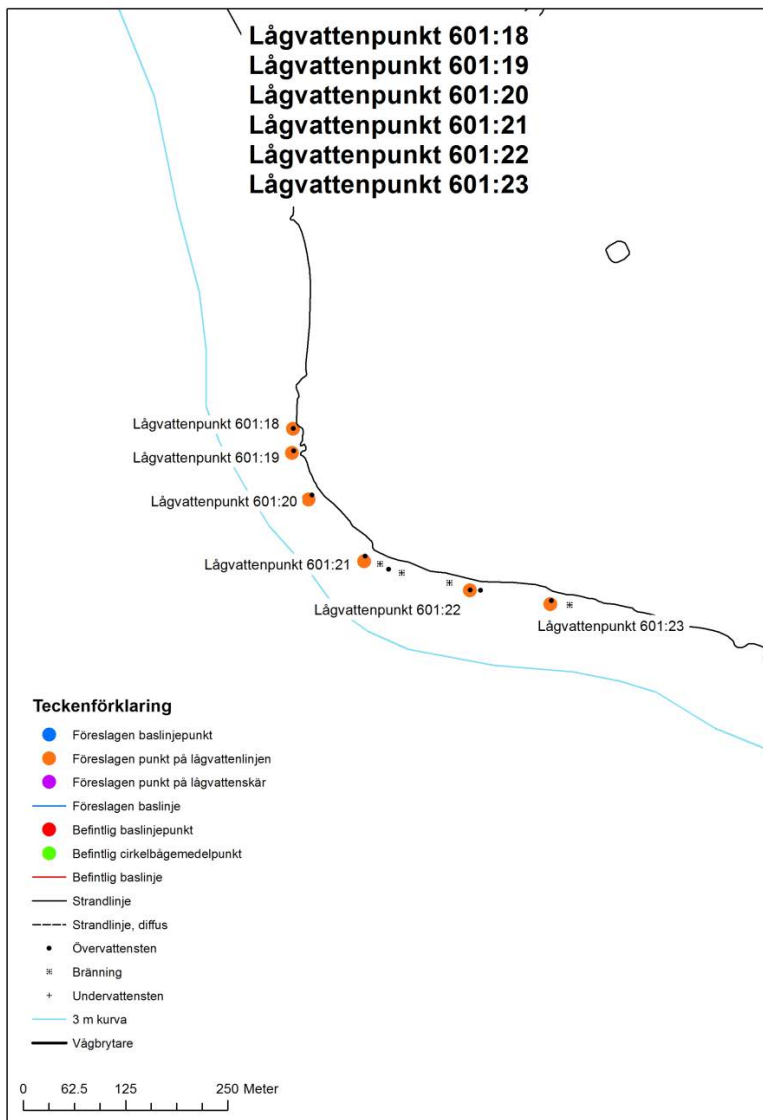 Lågvattenpunkt 601:18
Lågvattenpunkt 601:19
Lågvattenpunkt 601:20
Lågvattenpunkt 601:21
Lågvattenpunkt 601:22
Lågvattenpunkt 601:23
Lågvattenpunkt 601:18
Lågvattenpunkt 601:19
Lågvattenpunkt 601:20
Lågvattenpunkt 601:21
Lågvattenpunkt 601:22
Lågvattenpunkt 601:23
Teckenförklaring
Föreslagen baslinjepunkt
Föreslagen punkt på lågvattenlinjen
Föreslagen punkt på lågvattenskär
Föreslagen baslinje
Befintlig baslinjepunkt
Befintlig cirkelbågemedelpunkt
Befintlig baslinje
Strandlinje
Strandlinje, diffus
Övervattensten
Bränning
Undervattensten
3 m kurva
Vågbrytare
0 62.5 125 250 Meter